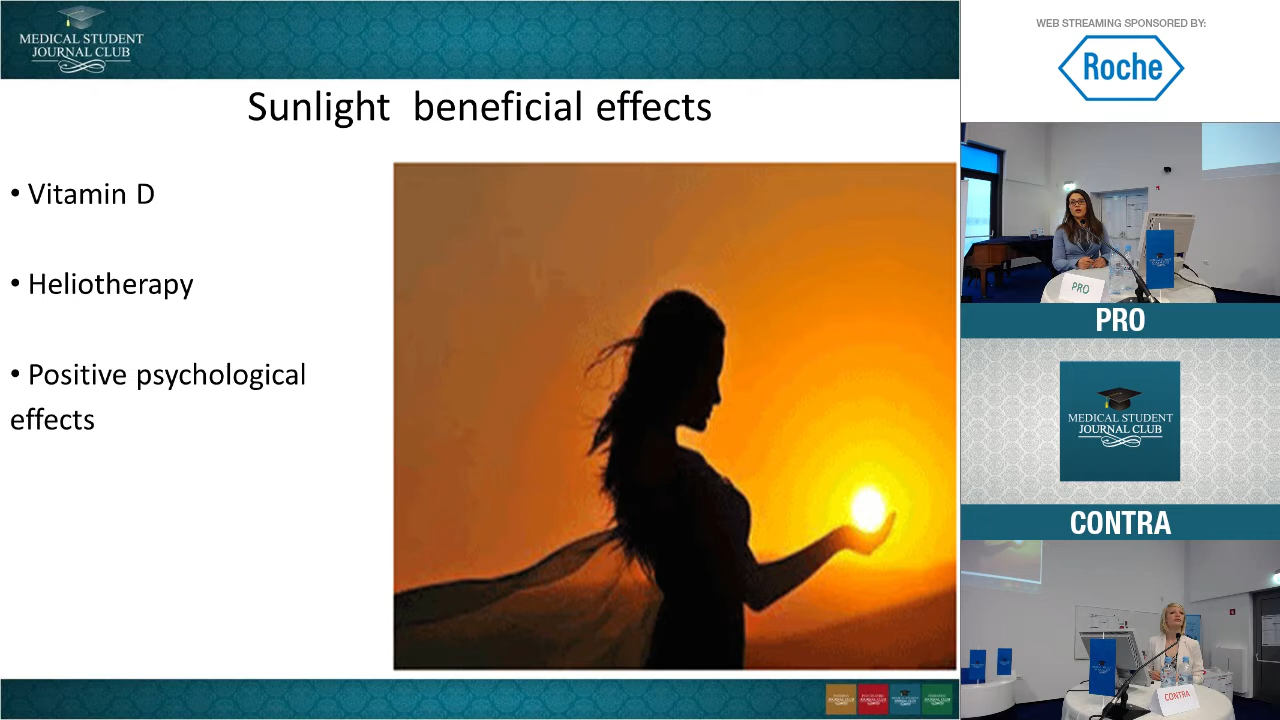 MEDICAL STUDENT
JOURNAL CLUB
Sunlight beneficial effects
• Vitamin D
• Heliotherapy
• Positive psychological
effects
WEB STREAMING SPONSORED BY:
Roche
PRO
PRO
MEDICAL STUDENT
JOURNAL CLUB
CONTRA
CONTRA